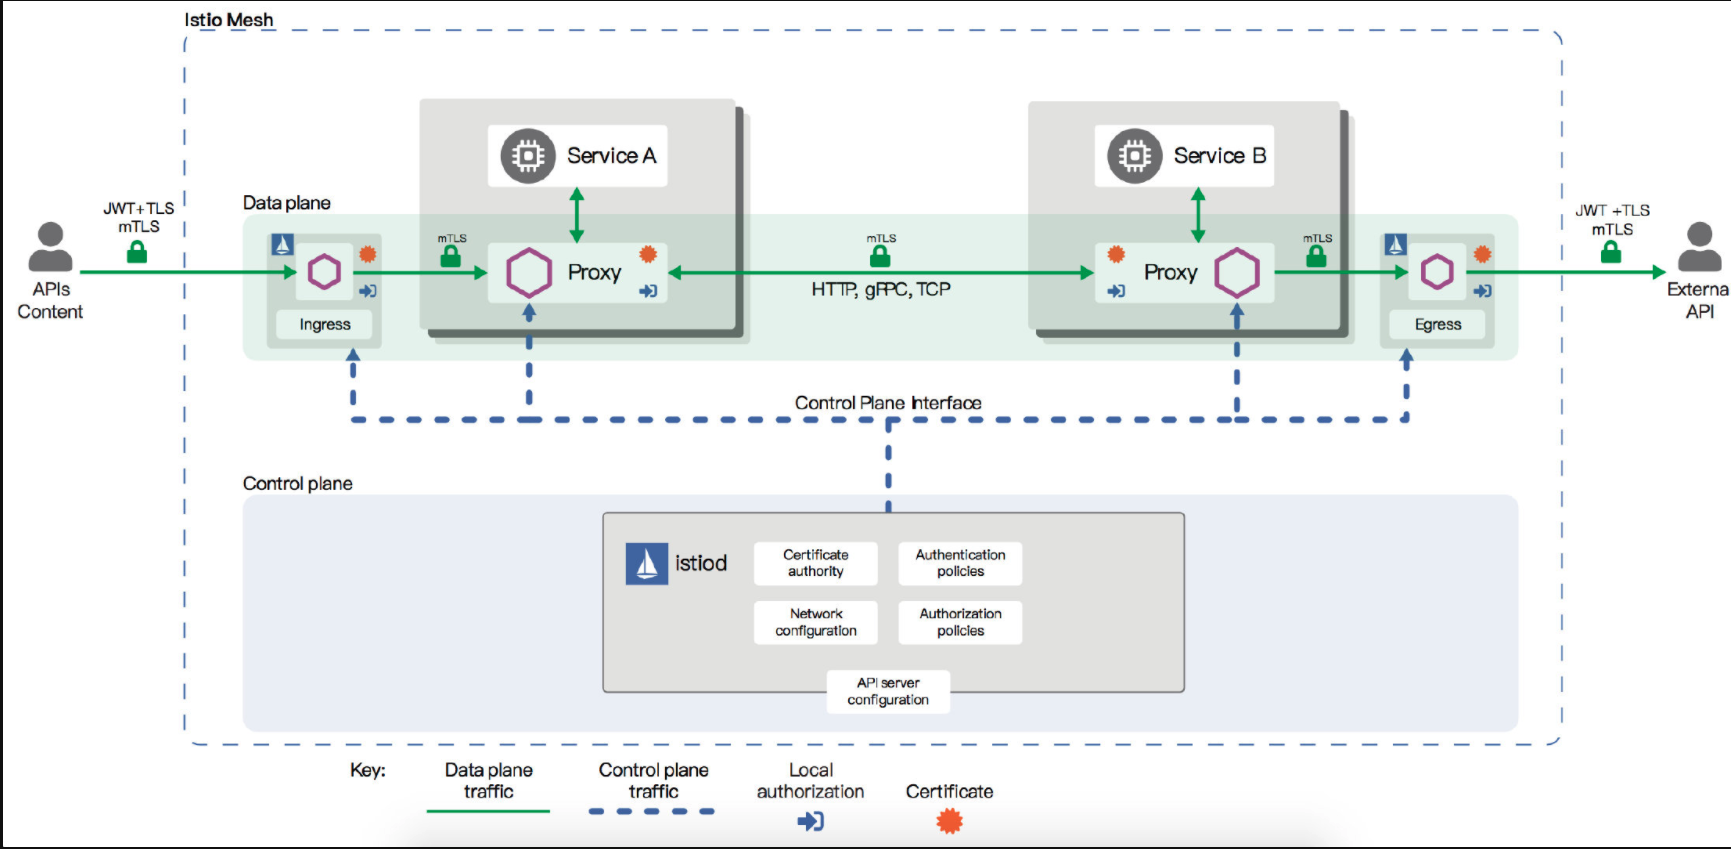 Istio Mesh
Service A
Service B
Data plane
JWT+TLS
mTLS
JWT +TLS
mTLS
mTLS
mTLS
mTLS
Proxy
Proxy
HTTP, gRPC, TCP
APIs
Content
Externa
API
Ingress
Egress
Control Plane Interface
Control plane
istiod
Certificate
authority
Authentication
policies
Network
configuration
Authorization
policies
API server
configuration
Key:
Data plane
traffic
Control plane
traffic
Local
authorization
Certificate